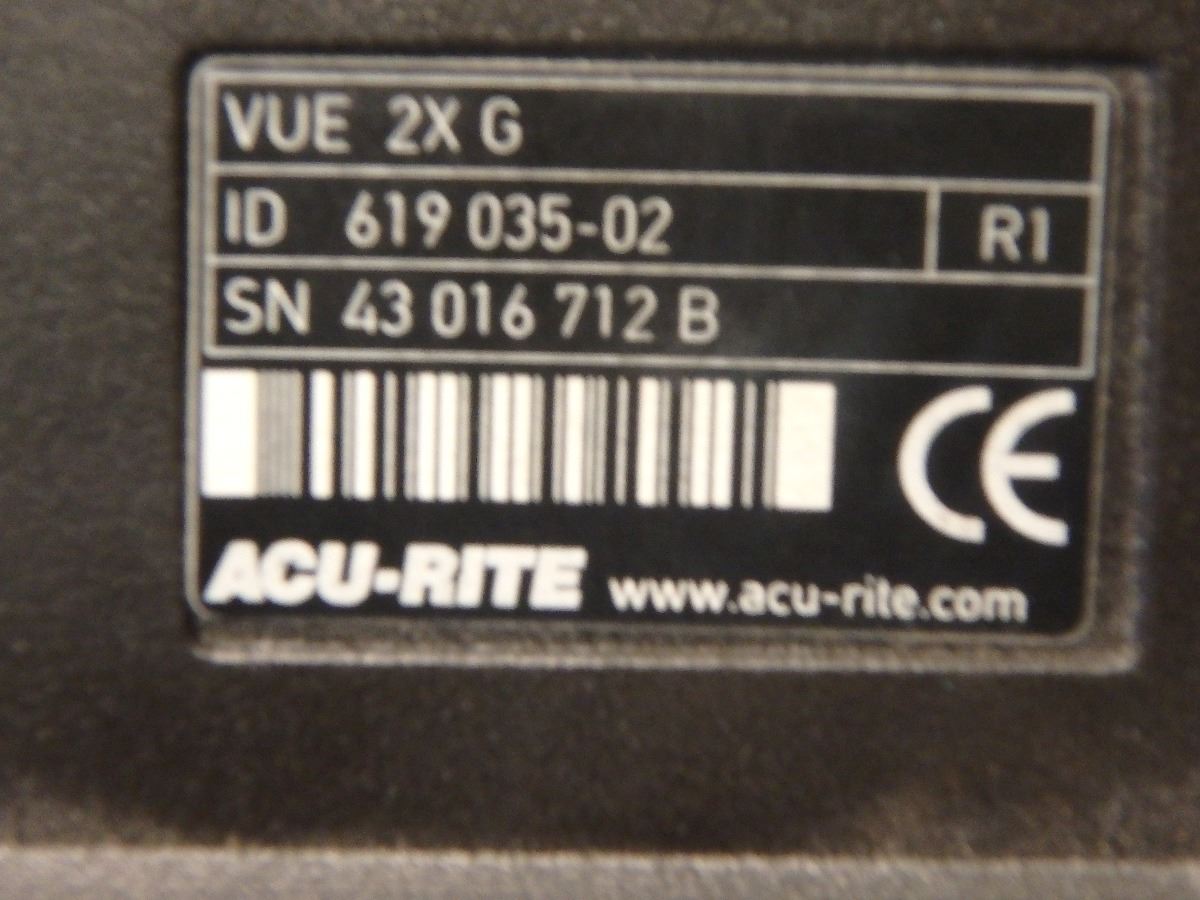 VUE 2X G
ID 619 035-02 R1
SN 43 016 712 B
CE
ACU-RITE www.acu-rite.com